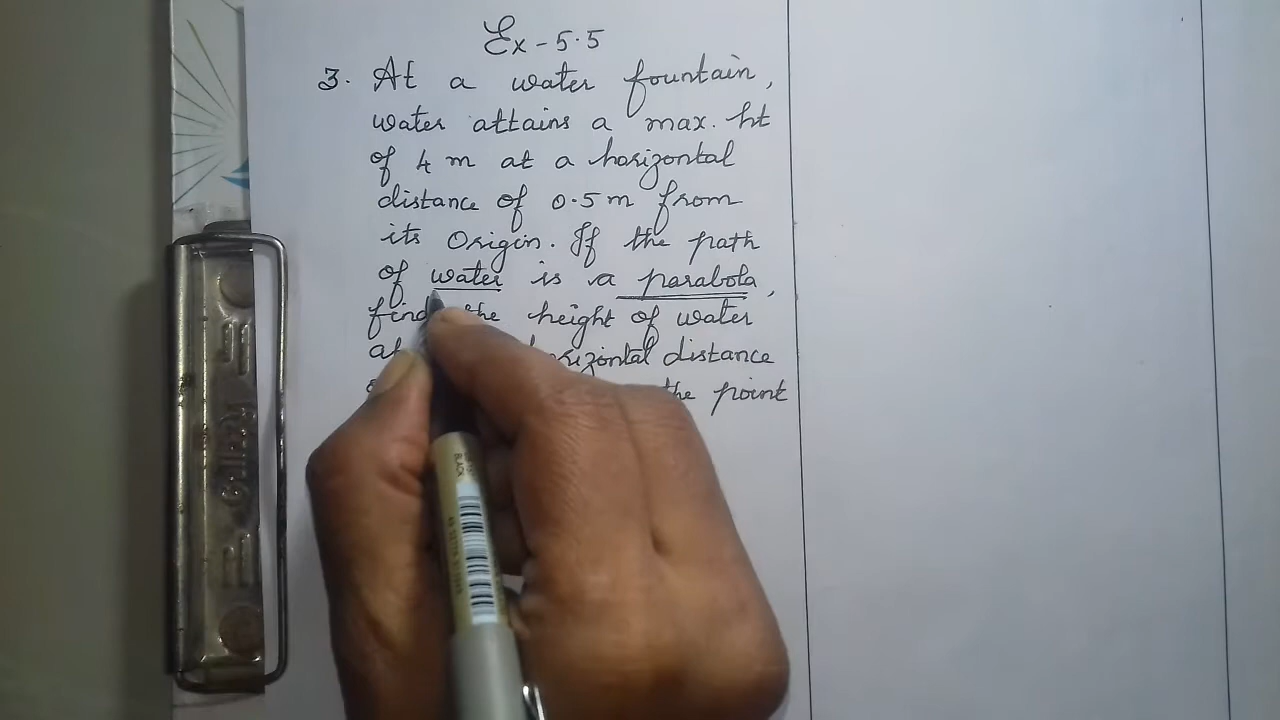 Ex - 5.5
3. At a water fountain,
water attains a max. ht
of 4 m at a horizontal
distance of 0.5 m from
its Origin. If the path
of water is a parabola,
find the height of water
at horizontal distance
the point
BLACK